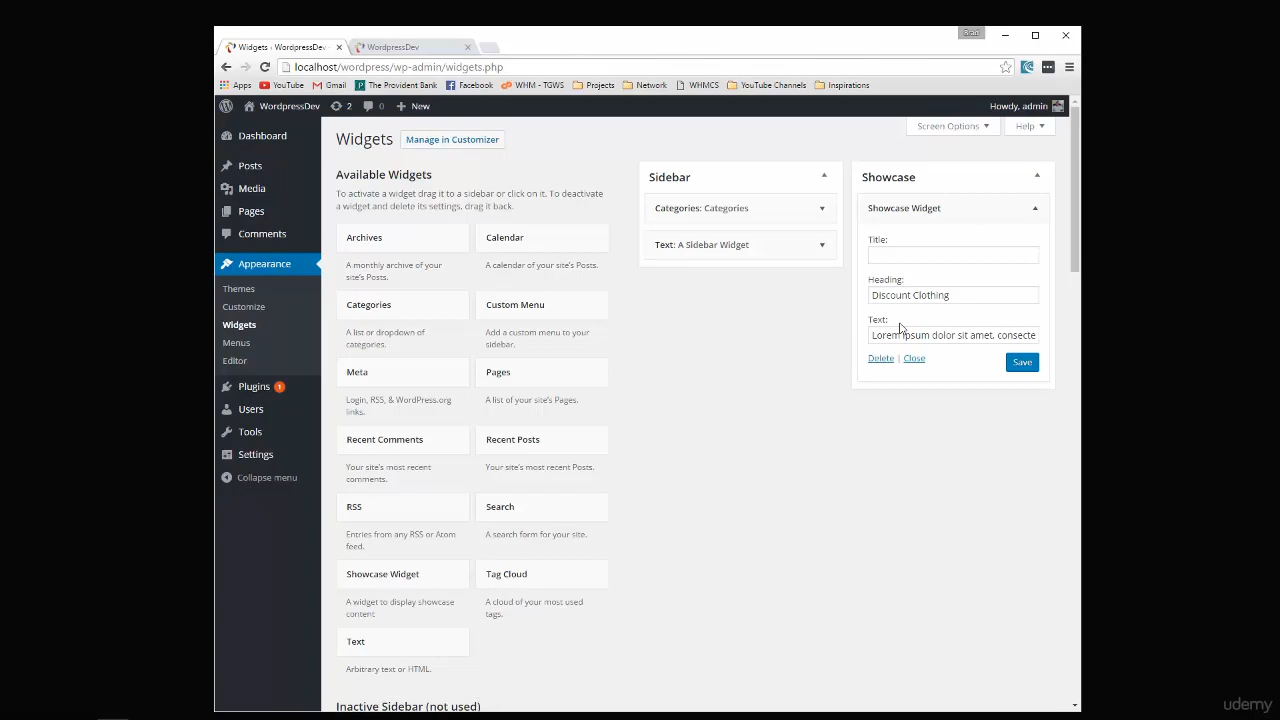 Brad
Widgets ‹ WordpressDev -
WordpressDev
localhost/wordpress/wp-admin/widgets.php
Apps
YouTube
Gmail
The Provident Bank
Facebook
WHM - TGWS
Projects
Network
WHMCS
YouTube Channels
Inspirations
WordpressDev
2
0
New
Howdy, admin
Dashboard
Posts
Media
Pages
Comments
Appearance
Themes
Customize
Widgets
Menus
Editor
Plugins 1
Users
Tools
Settings
Collapse menu
Screen Options
Help
Widgets
Manage in Customizer
Available Widgets
To activate a widget drag it to a sidebar or click on it. To deactivate
a widget and delete its settings, drag it back.
Archives
A monthly archive of your
site's Posts.
Calendar
A calendar of your site's Posts.
Categories
A list or dropdown of
categories.
Custom Menu
Add a custom menu to your
sidebar.
Meta
Login, RSS, & WordPress.org
links.
Pages
A list of your site's Pages.
Recent Comments
Your site's most recent
comments.
Recent Posts
Your site's most recent Posts.
RSS
Entries from any RSS or Atom
feed.
Search
A search form for your site.
Showcase Widget
A widget to display showcase
content
Tag Cloud
A cloud of your most used
tags.
Text
Arbitrary text or HTML.
Inactive Sidebar (not used)
Sidebar
Categories: Categories
Text: A Sidebar Widget
Showcase
Showcase Widget
Title:
Heading:
Discount Clothing
Text:
Lorem ipsum dolor sit amet, consecte
Delete | Close
Save
udemy